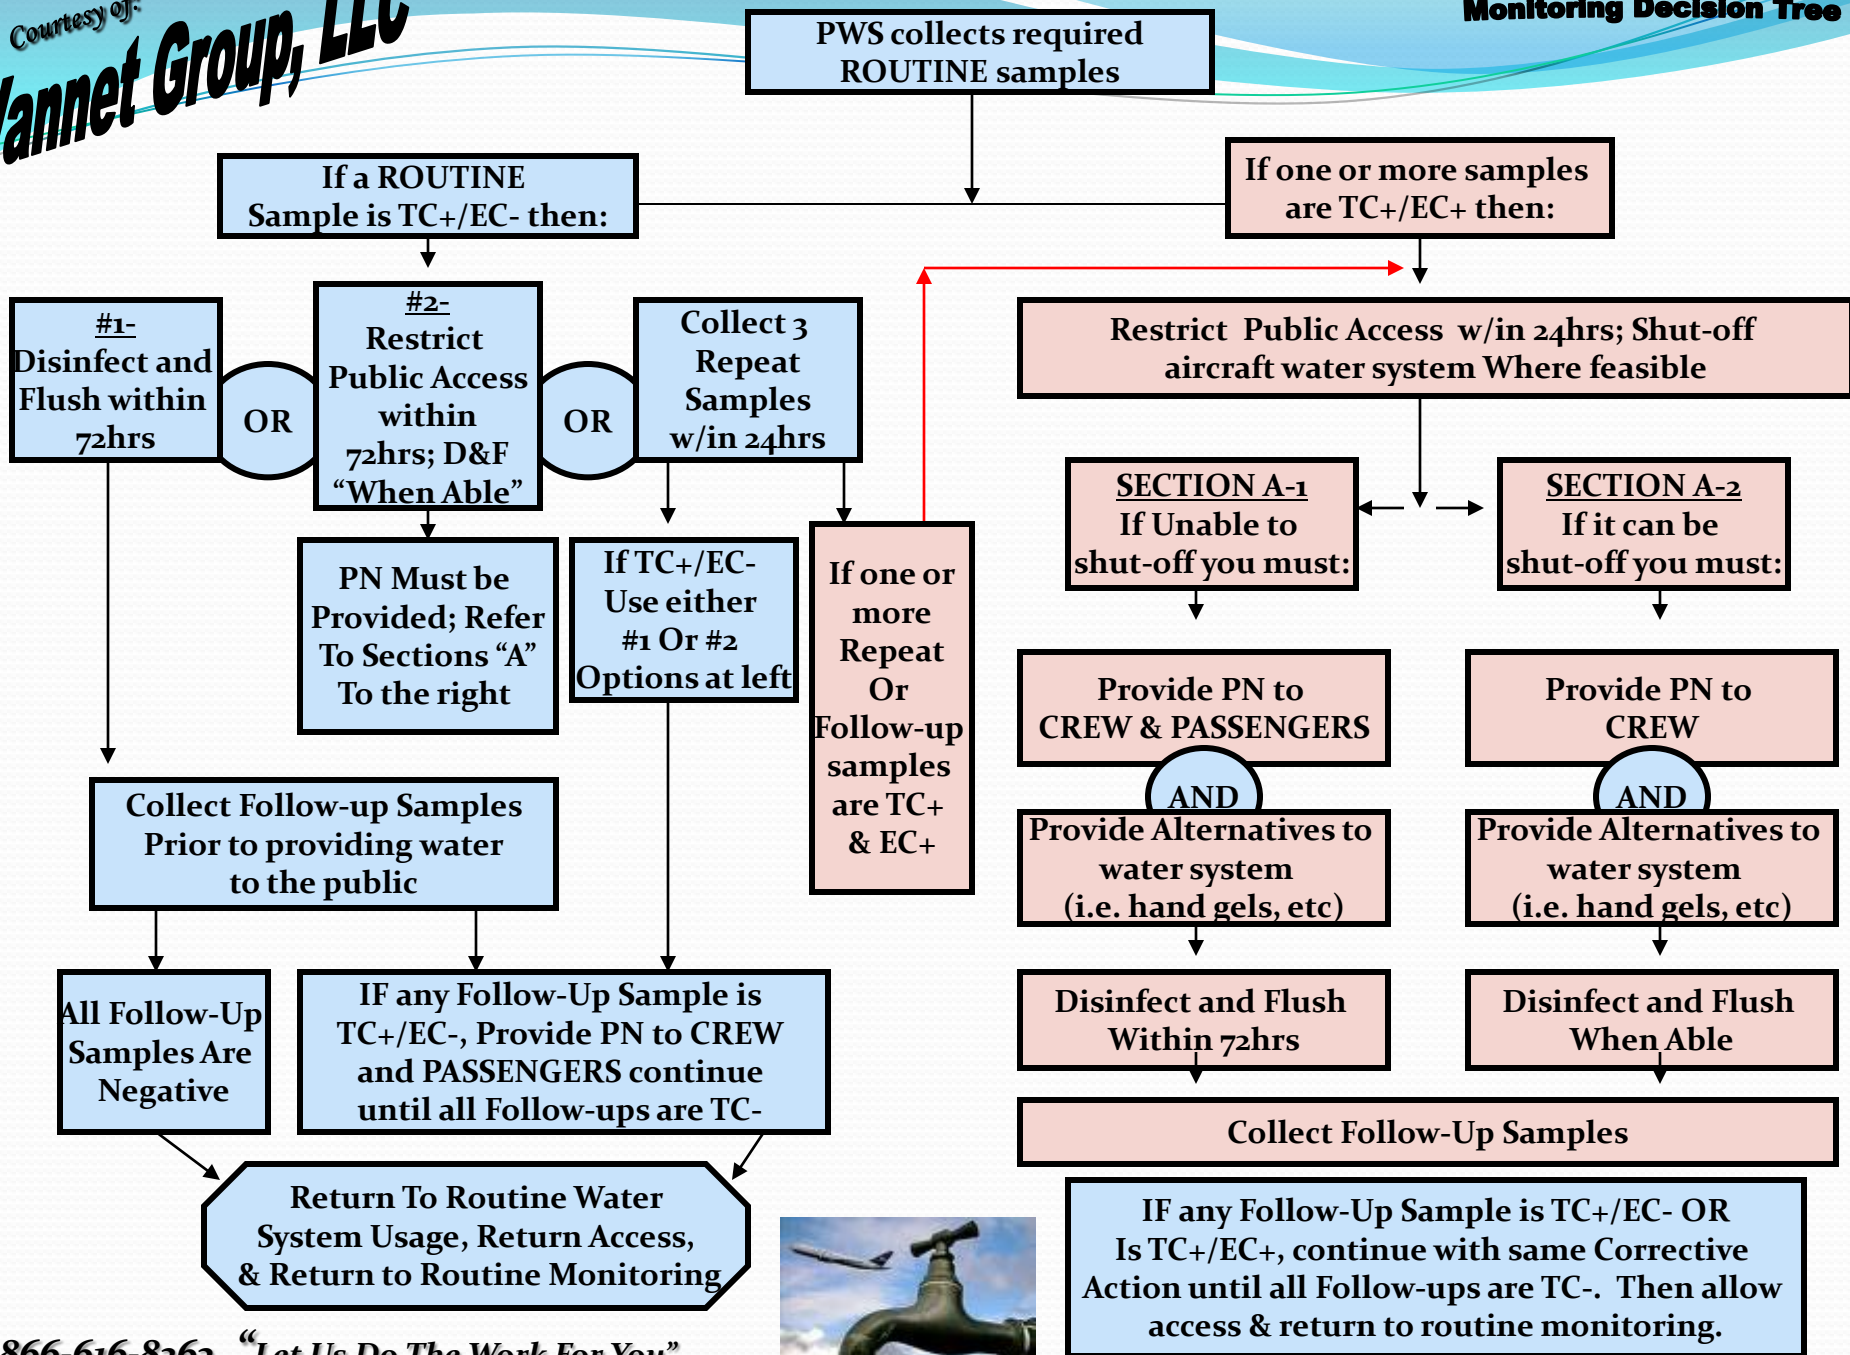 Courtesy of:
Vannet Group, LLC
Monitoring Decision Tree
PWS collects required
ROUTINE samples
If a ROUTINE
Sample is TC+/EC- then:
If one or more samples
are TC+/EC+ then:
#1-
Disinfect and
Flush within
72hrs
OR
#2-
Restrict
Public Access
within
72hrs; D&F
“When Able”
OR
Collect 3
Repeat
Samples
w/in 24hrs
Restrict Public Access w/in 24hrs; Shut-off
aircraft water system Where feasible
PN Must be
Provided; Refer
To Sections “A”
To the right
If TC+/EC-
Use either
#1 Or #2
Options at left
If one or
more
Repeat
Or
Follow-up
samples
are TC+
& EC+
SECTION A-1
If Unable to
shut-off you must:
SECTION A-2
If it can be
shut-off you must:
Provide PN to
CREW & PASSENGERS
AND
Provide Alternatives to
water system
(i.e. hand gels, etc)
Provide PN to
CREW
AND
Provide Alternatives to
water system
(i.e. hand gels, etc)
Collect Follow-up Samples
Prior to providing water
to the public
All Follow-Up
Samples Are
Negative
IF any Follow-Up Sample is
TC+/EC-, Provide PN to CREW
and PASSENGERS continue
until all Follow-ups are TC-
Disinfect and Flush
Within 72hrs
Disinfect and Flush
When Able
Collect Follow-Up Samples
Return To Routine Water
System Usage, Return Access,
& Return to Routine Monitoring
IF any Follow-Up Sample is TC+/EC- OR
Is TC+/EC+, continue with same Corrective
Action until all Follow-ups are TC-. Then allow
access & return to routine monitoring.
“Let Us Do The Work For You”